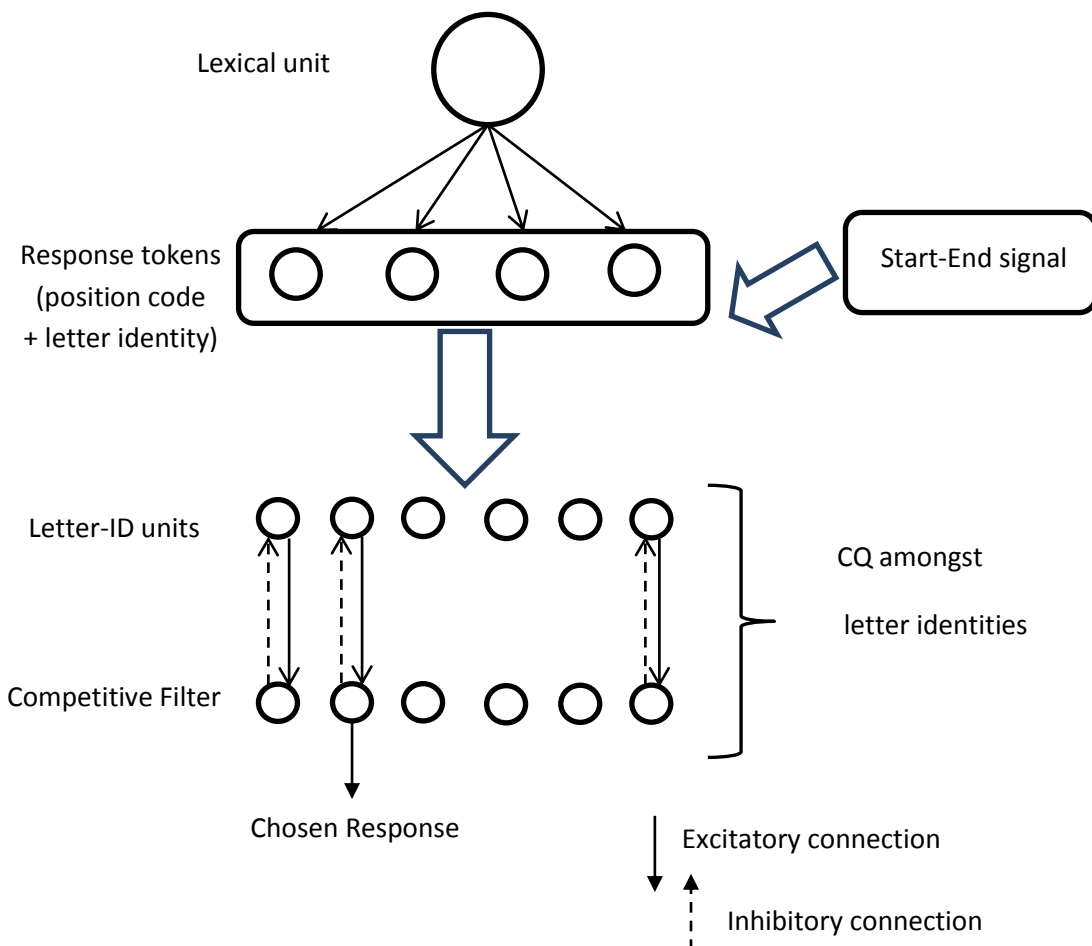 Lexical unit
Response tokens
(position code
+ letter identity)
Start-End signal
Letter-ID units
CQ amongst
letter identities
Competitive Filter
Chosen Response
Excitatory connection
Inhibitory connection